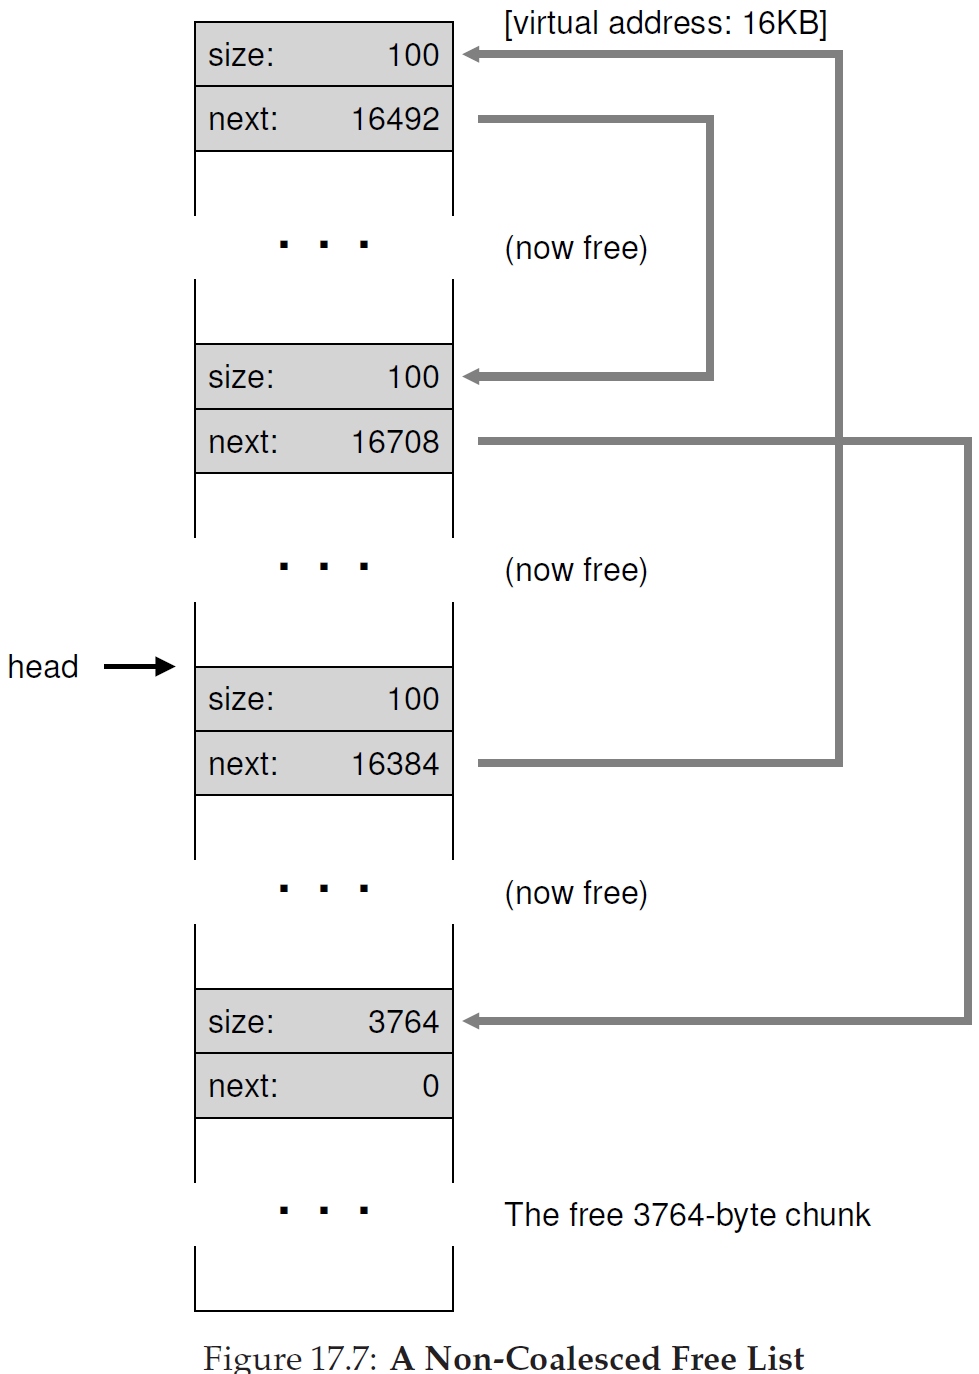 [virtual address: 16KB]
size: 100
next: 16492
. . .
(now free)
size: 100
next: 16708
. . .
(now free)
head
size: 100
next: 16384
. . .
(now free)
size: 3764
next: 0
. . .
The free 3764-byte chunk
Figure 17.7: A Non-Coalesced Free List